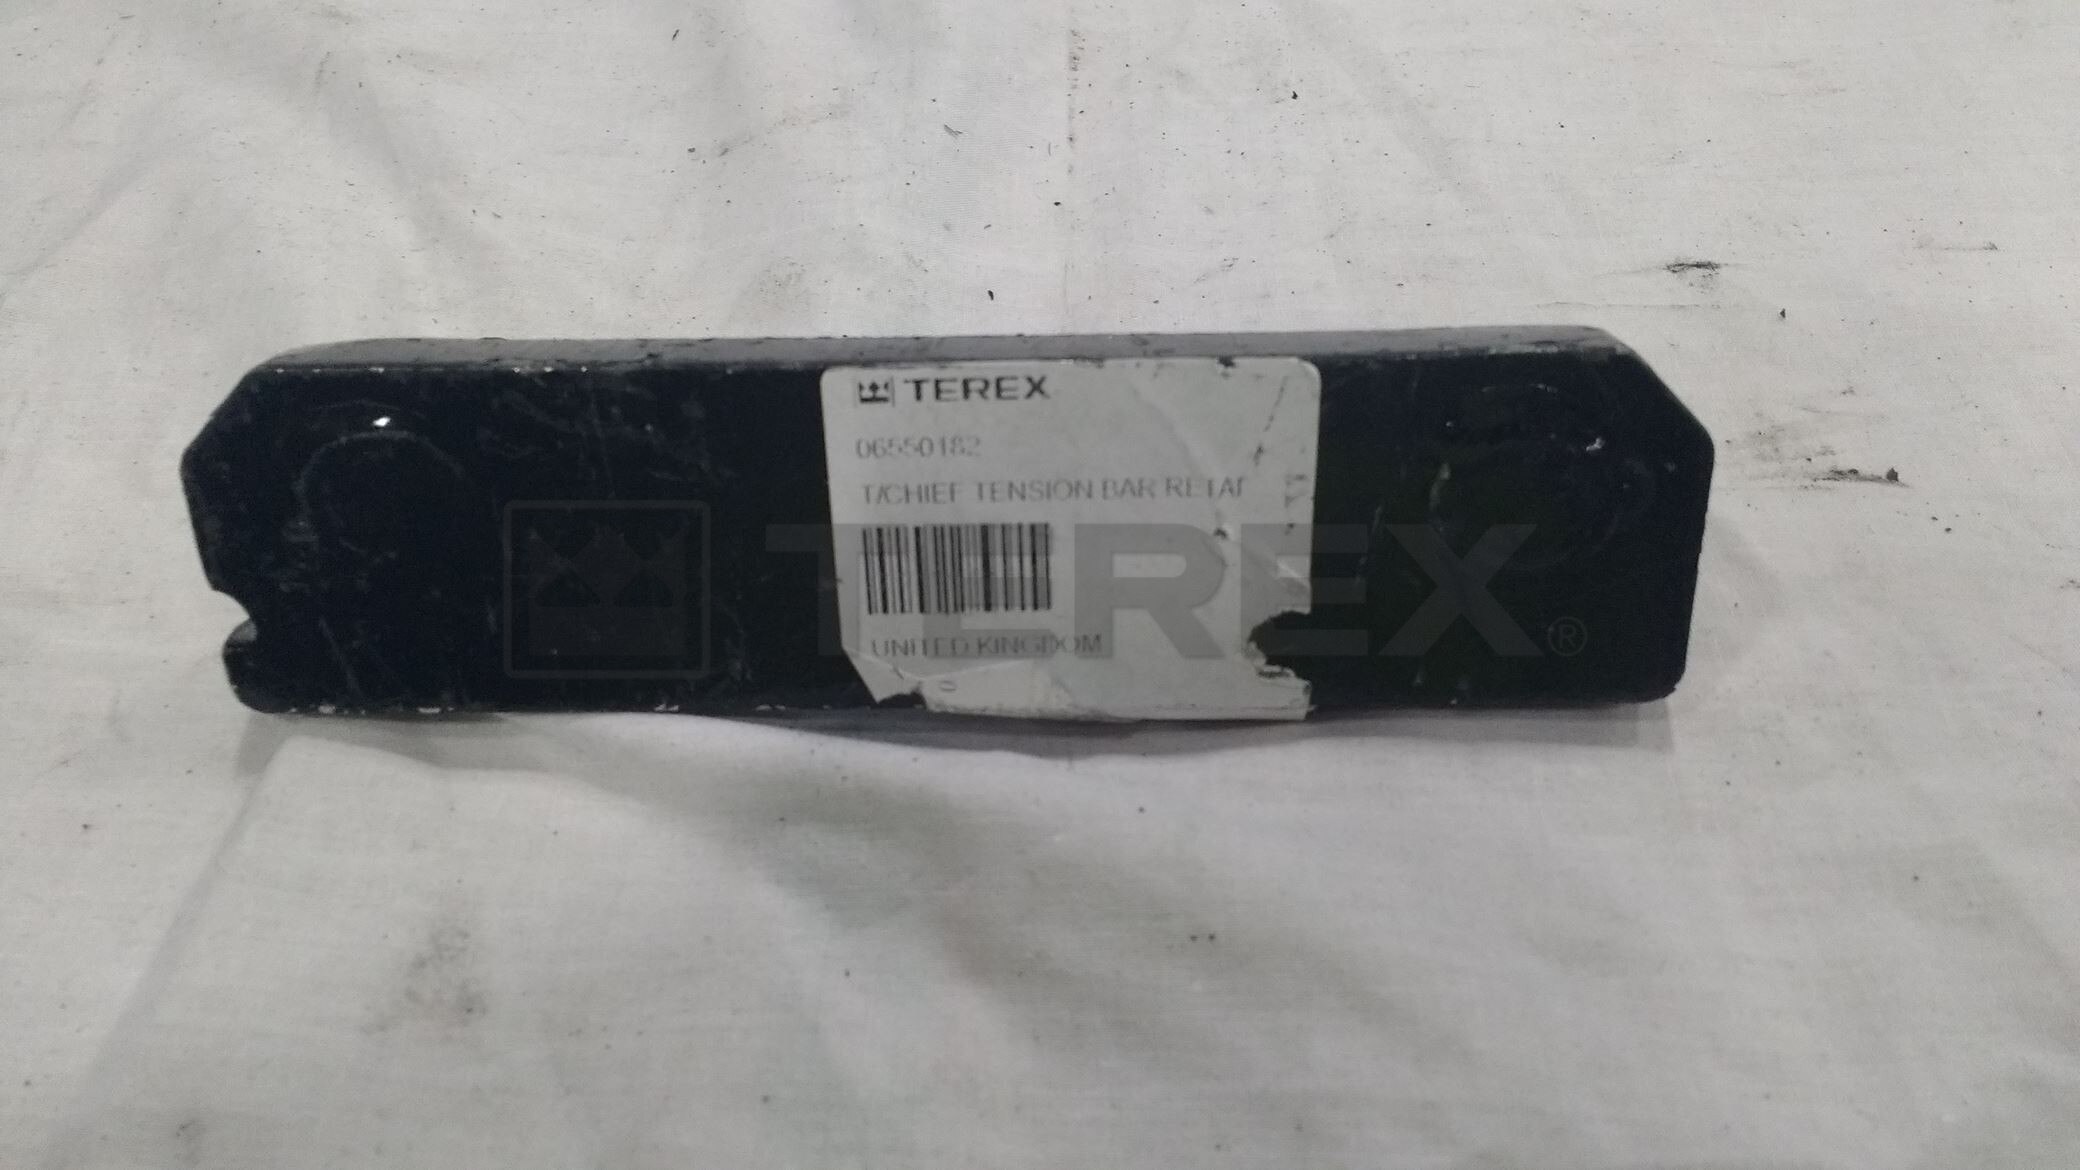 TEREX
06550182
T/CHIEF TENSION BAR RETAI
UNITED KINGDOM
TEREX®